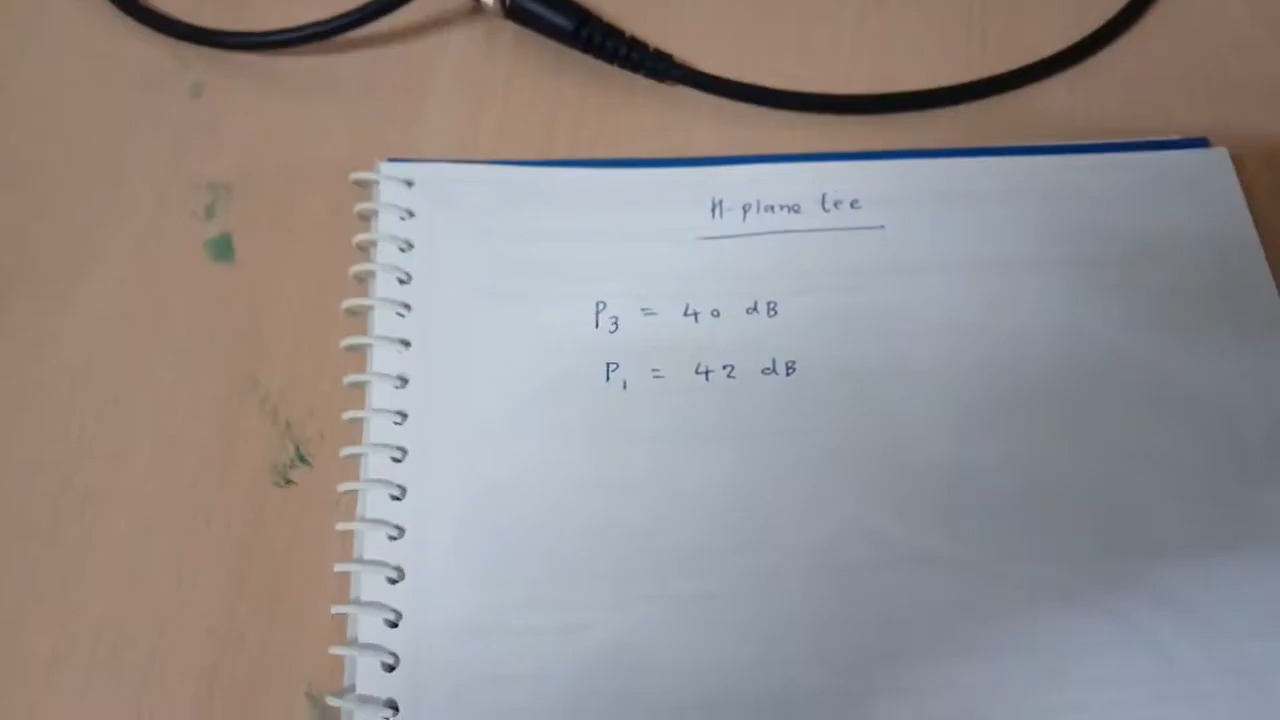 H-plane tee
P3 = 40 dB
P1 = 42 dB